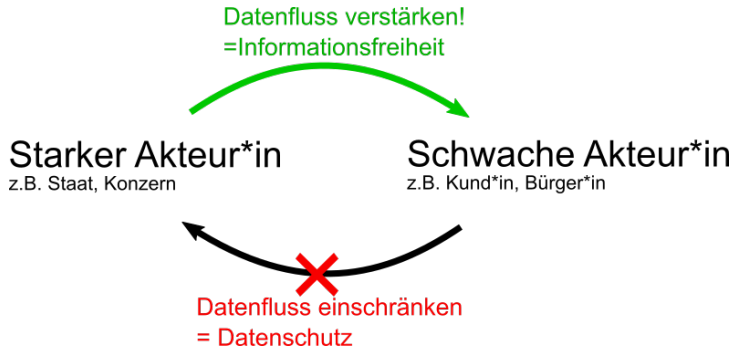 Datenfluss verstärken!
=Informationsfreiheit
Starker Akteur*in
z.B. Staat, Konzern
Schwache Akteur*in
z.B. Kund*in, Bürger*in
Datenfluss einschränken
= Datenschutz